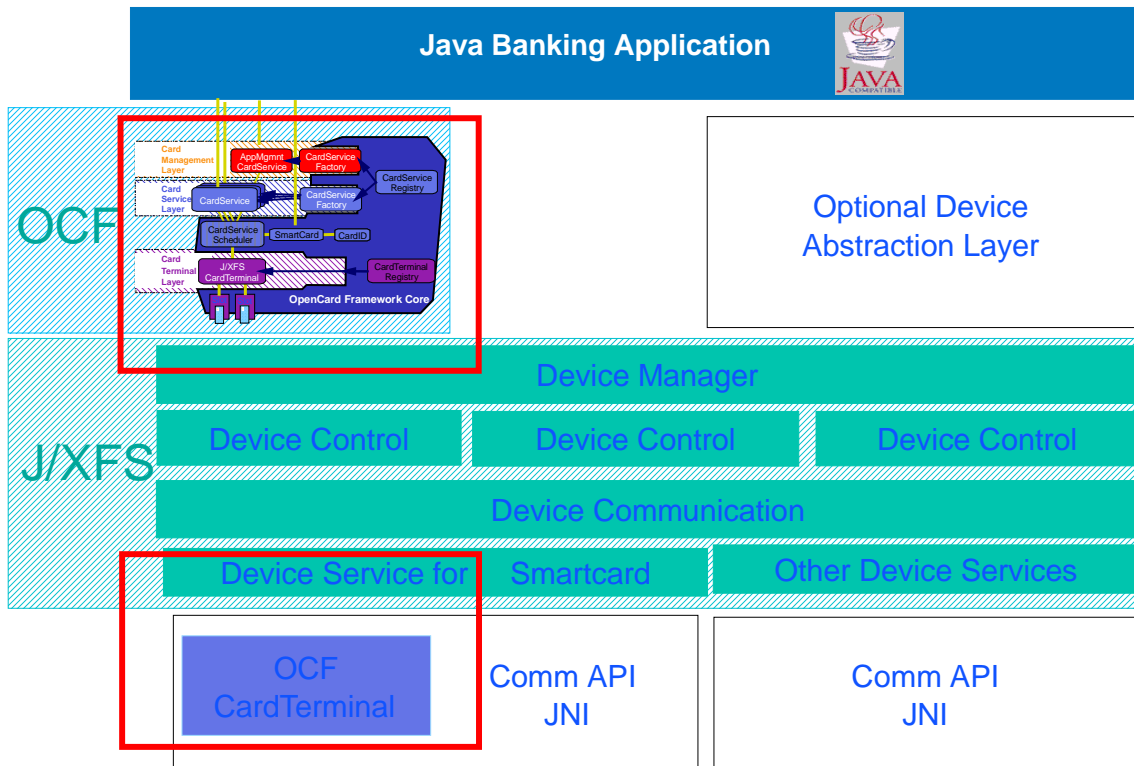 Java Banking Application
JAVA
COMPATIBLE
OCF
Card
Management
Layer
AppMgmnt
CardService
CardService
Factory
CardService
Registry
Card
Service
Layer
CardService
CardService
Factory
CardService
Scheduler
SmartCard
CardID
Card
Terminal
Layer
J/XFS
CardTerminal
CardTerminal
Registry
OpenCard Framework Core
Optional Device
Abstraction Layer
J/XFS
Device Manager
Device Control
Device Control
Device Control
Device Communication
Device Service for Smartcard
Other Device Services
OCF
CardTerminal
Comm API
JNI
Comm API
JNI